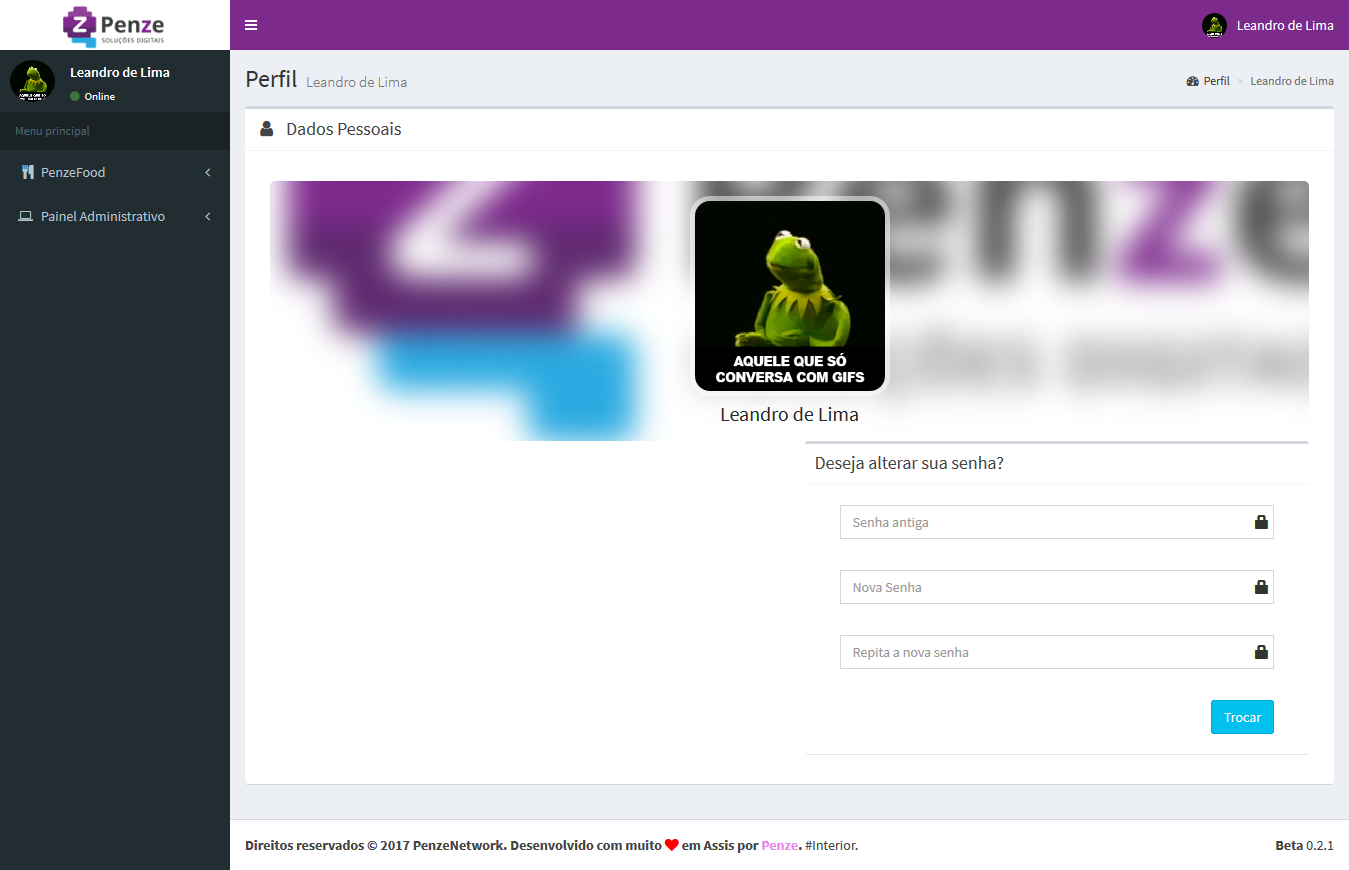 Z Penze
SOLUÇÕES DIGITAIS
Leandro de Lima
Leandro de Lima
Online
Menu principal
PenzeFood
Painel Administrativo
Perfil Leandro de Lima
Perfil > Leandro de Lima
Dados Pessoais
AQUELE QUE SÓ
CONVERSA COM GIFS
Leandro de Lima
Deseja alterar sua senha?
Senha antiga
Nova Senha
Repita a nova senha
Trocar
Direitos reservados © 2017 PenzeNetwork. Desenvolvido com muito ❤ em Assis por Penze. #Interior.
Beta 0.2.1